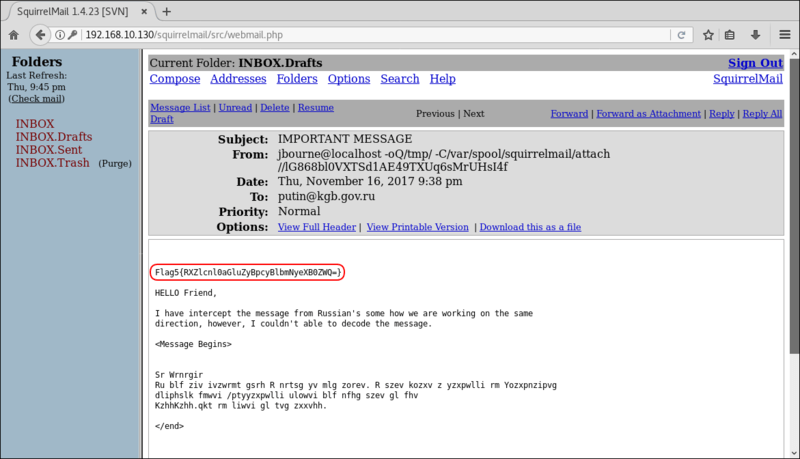 SquirrelMail 1.4.23 [SVN]
192.168.10.130/squirrelmail/src/webmail.php
Search
Folders
Last Refresh:
Thu, 9:45 pm
(Check mail)
INBOX
INBOX.Drafts
INBOX.Sent
INBOX.Trash (Purge)
Current Folder: INBOX.Drafts Sign Out
Compose Addresses Folders Options Search Help SquirrelMail
Message List | Unread | Delete | Resume Draft
Previous | Next
Forward | Forward as Attachment | Reply | Reply All
Subject: IMPORTANT MESSAGE
From: jbourne@localhost -oQ/tmp/ -C/var/spool/squirrelmail/attach
//lG868bl0VXTSd1AE49TXUq6sMrUHsI4f
Date: Thu, November 16, 2017 9:38 pm
To: putin@kgb.gov.ru
Priority: Normal
Options: View Full Header | View Printable Version | Download this as a file
Flag5{RXZlcnl0aGluZyBpcyBlbmNyeXB0ZWQ=}
HELLO Friend,
I have intercept the message from Russian's some how we are working on the same
direction, however, I couldn't able to decode the message.
<Message Begins>
Sr Wrnrgir
Ru blf ziv ivzwrmt gsrh R nrtsg yv mlg zorev. R szev kozxv z yzxpwlli rm Yozxpnzipvg
dliphslk fmwvi /ptyyzxpwlli ulowvi blf nfhg szev gl fhv
KzhhKzhh.qkt rm liwvi gl tvg zxxvhh.
</end>